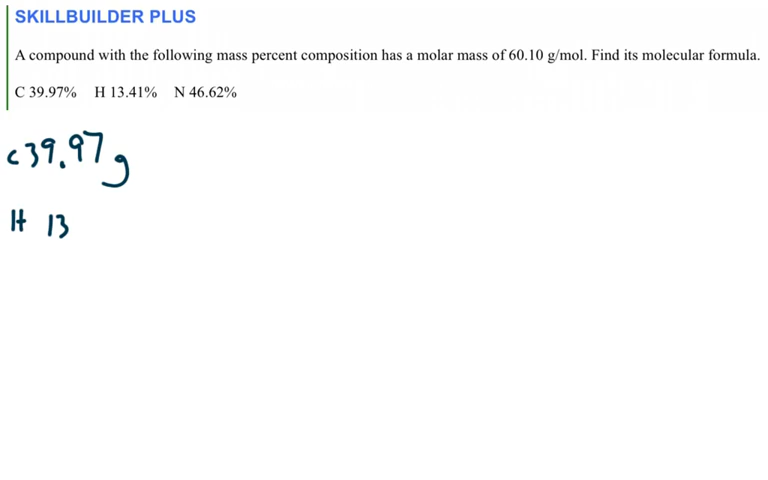 SKILLBUILDER PLUS
A compound with the following mass percent composition has a molar mass of 60.10 g/mol. Find its molecular formula.
C 39.97% H 13.41% N 46.62%
C 39.97 g
H 13